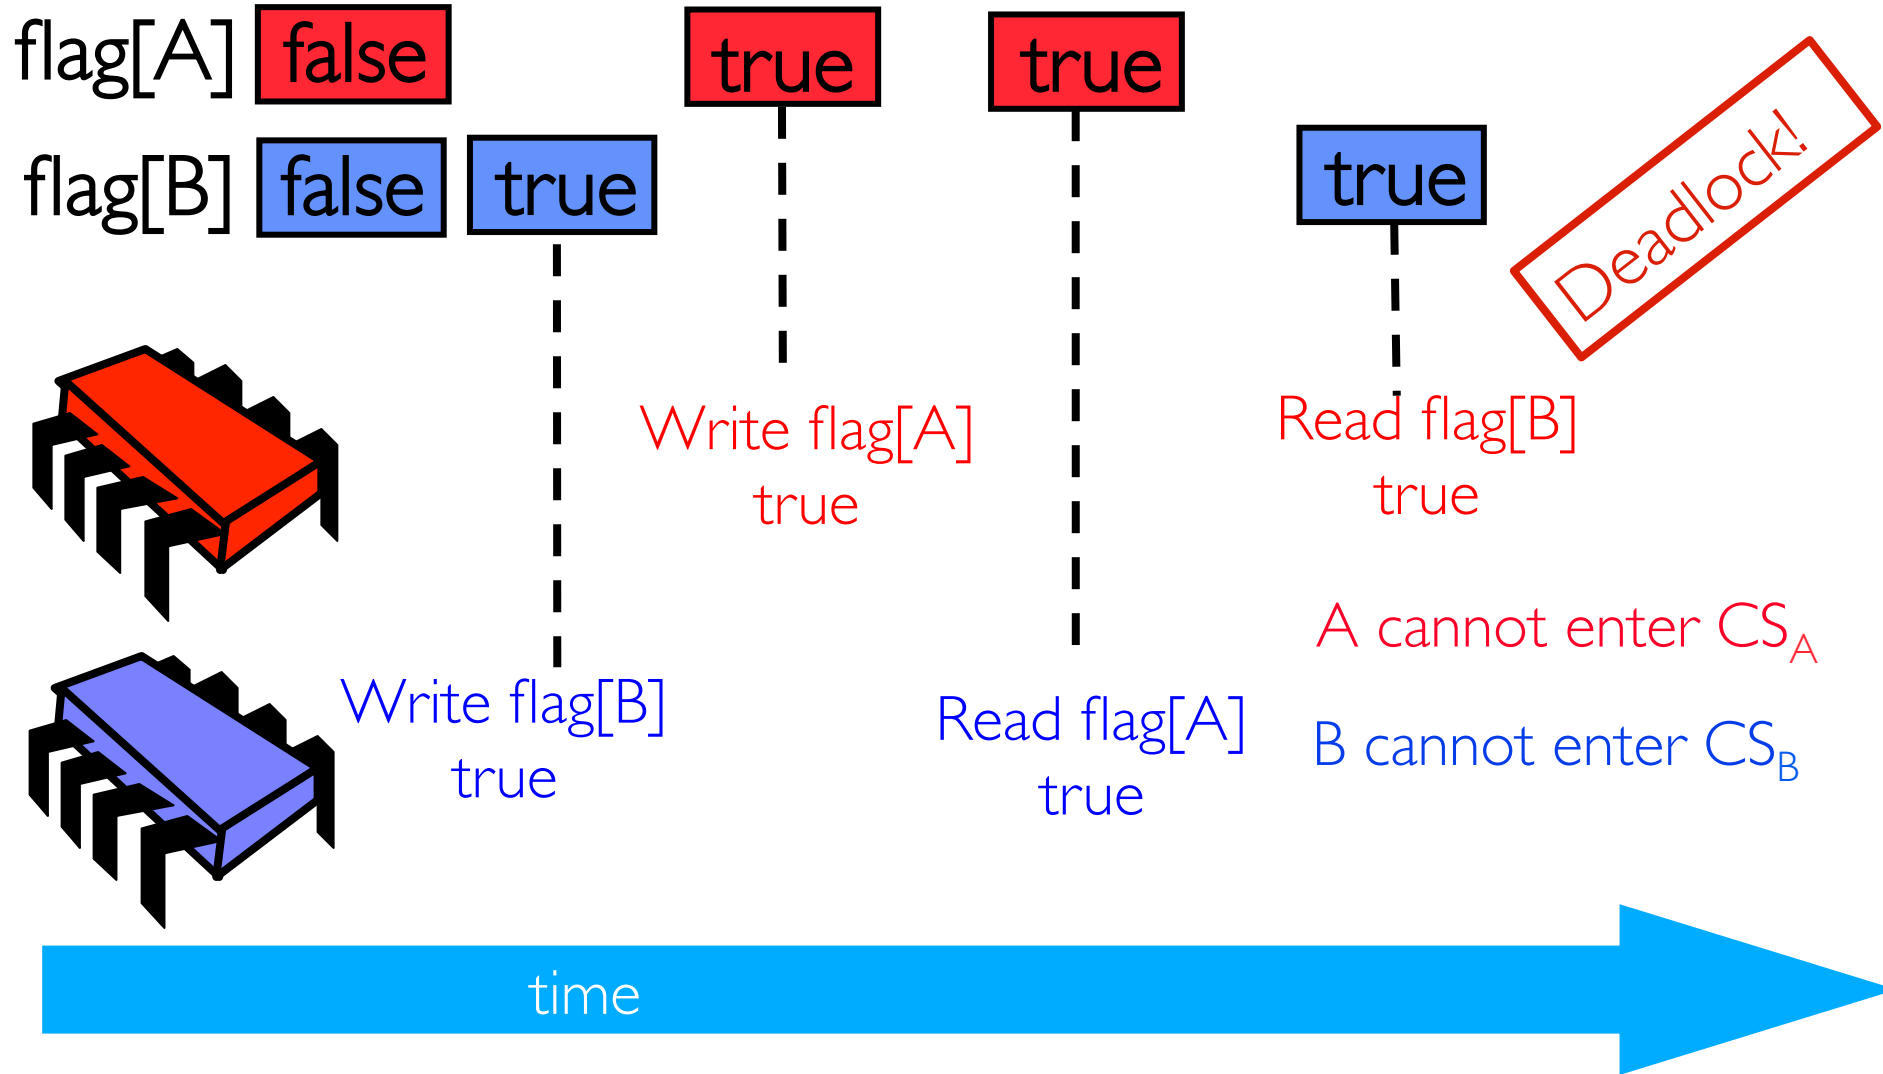 flag[A] false true true
flag[B] false true true
Deadlock!
Write flag[A]
true
Read flag[B]
true
A cannot enter CSA
Write flag[B]
true
Read flag[A]
true
B cannot enter CSB
time